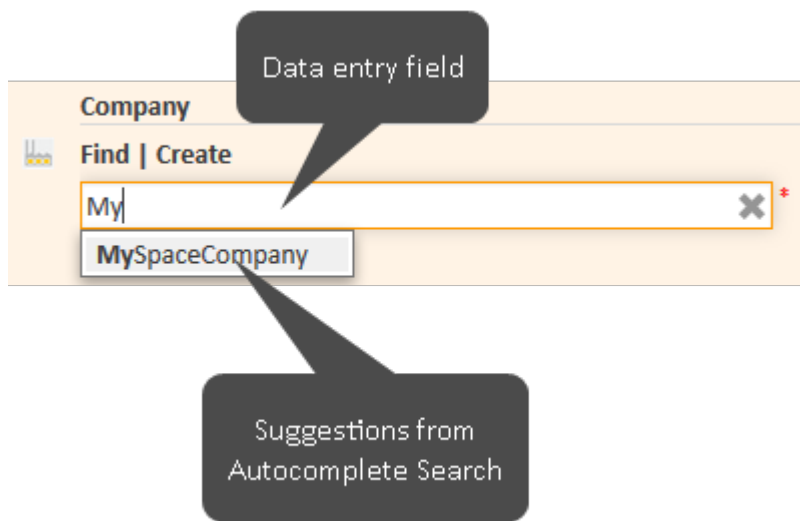 Data entry field
Company
Find | Create
My
*
MySpaceCompany
Suggestions from
Autocomplete Search